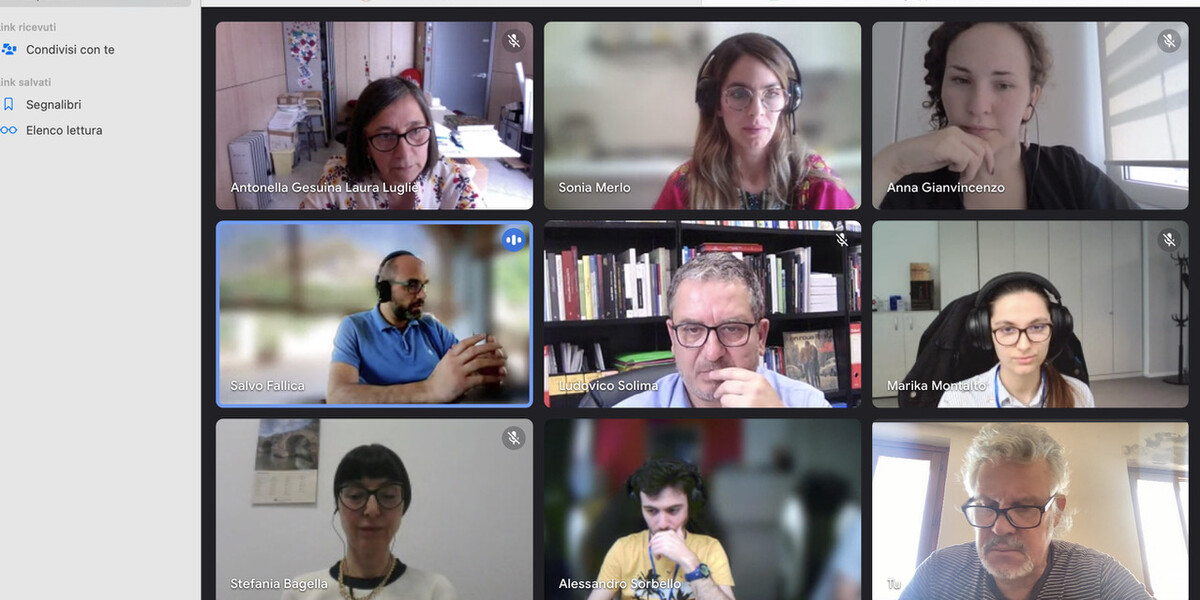 ink ricevuti
Condivisi con te
ink salvati
Segnalibri
Elenco lettura
Antonella Gesuina Laura Luglie
Sonia Merlo
Anna Gianvincenzo
Salvo Fallica
Ludovico Solima
Marika Montalto
Stefania Bagella
Alessandro Sorbello
Tu